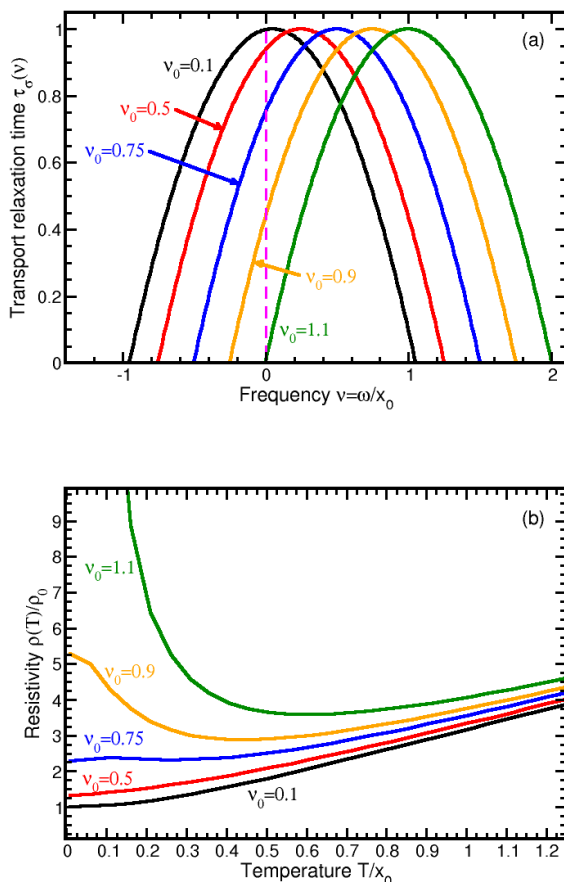 (a)
ν₀=0.1
ν₀=0.5
ν₀=0.75
ν₀=0.9
ν₀=1.1
Transport relaxation time τσ(ν)
1
0.8
0.6
0.4
0.2
0
-1 0 1 2
Frequency ν=ω/x₀
(b)
ν₀=1.1
ν₀=0.9
ν₀=0.75
ν₀=0.5
ν₀=0.1
Resistivity ρ(T)/ρ₀
9
8
7
6
5
4
3
2
1
0 0.1 0.2 0.3 0.4 0.5 0.6 0.7 0.8 0.9 1 1.1 1.2
Temperature T/x₀